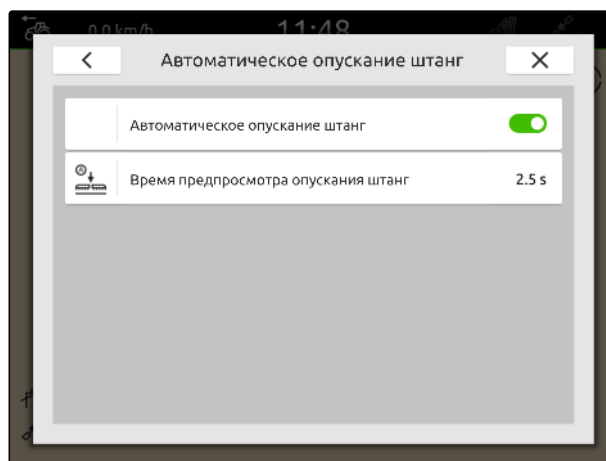 0.0 km/h 11:48
Автоматическое опускание штанг
Автоматическое опускание штанг
Время предпросмотра опускания штанг 2.5 s